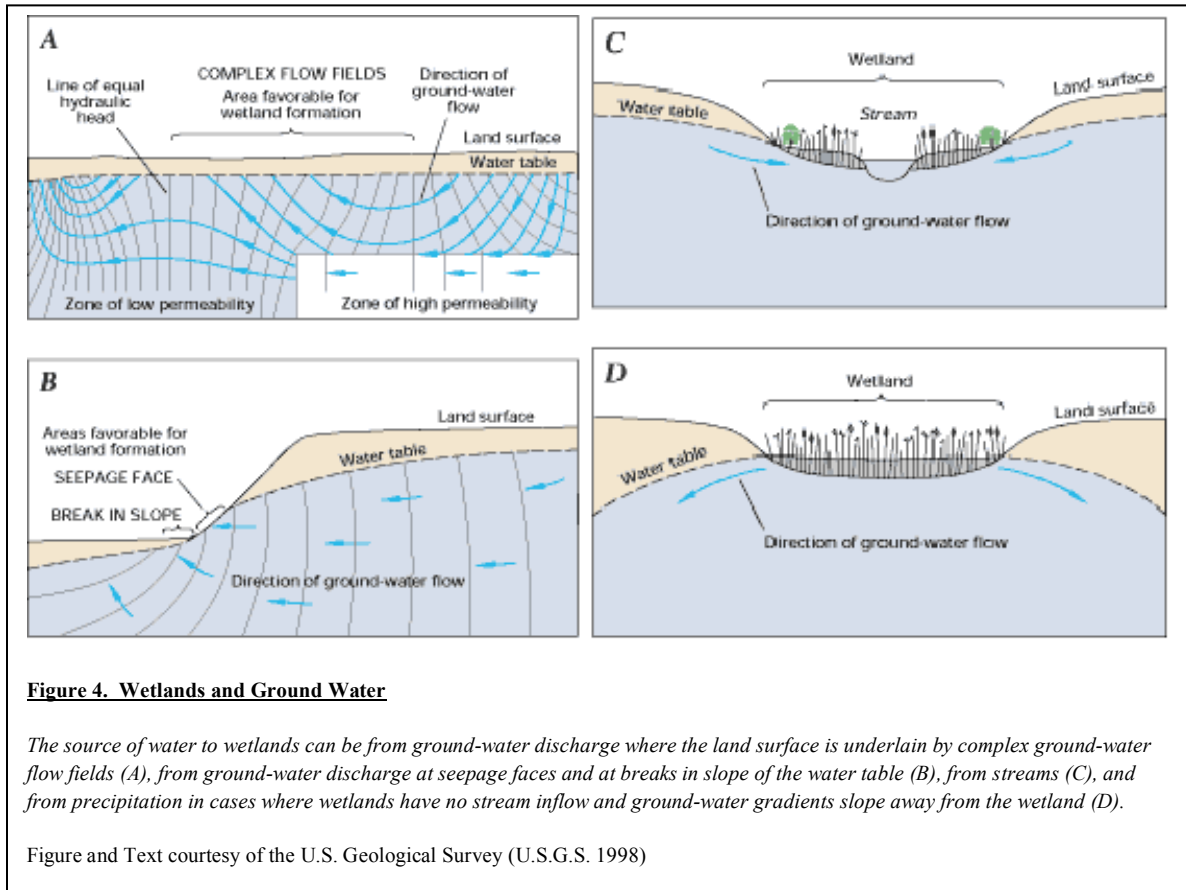 A
Line of equal
hydraulic
head
COMPLEX FLOW FIELDS
Area favorable for
wetland formation
Direction of
ground-water
flow
Land surface
Water table
Zone of low permeability
Zone of high permeability
B
Areas favorable for
wetland formation
SEEPAGE FACE
BREAK IN SLOPE
Land surface
Water table
Direction of ground-water flow
C
Wetland
Stream
Land surface
Water table
Direction of ground-water flow
D
Wetland
Land surface
Water table
Direction of ground-water flow
Figure 4. Wetlands and Ground Water
The source of water to wetlands can be from ground-water discharge where the land surface is underlain by complex ground-water
flow fields (A), from ground-water discharge at seepage faces and at breaks in slope of the water table (B), from streams (C), and
from precipitation in cases where wetlands have no stream inflow and ground-water gradients slope away from the wetland (D).
Figure and Text courtesy of the U.S. Geological Survey (U.S.G.S. 1998)